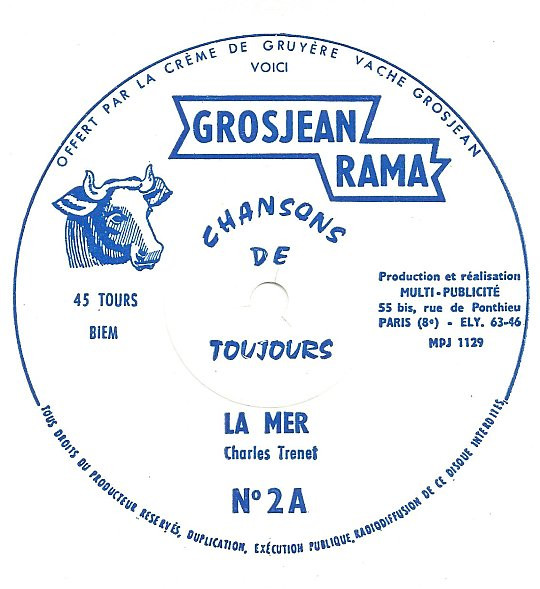 OFFERT PAR LA CRÈME DE GRUYÈRE VACHE GROSJEAN
VOICI
GROSJEAN
RAMA
CHANSONS
DE
TOUJOURS
45 TOURS
BIEM
Production et réalisation
MULTI-PUBLICITÉ
55 bis, rue de Ponthieu
PARIS (8e) - ELY. 63-46
MPJ 1129
LA MER
Charles Trenet
No 2A
TOUS DROITS DU PRODUCTEUR RESERVÉS, DUPLICATION, EXÉCUTION PUBLIQUE, RADIODIFFUSION DE CE DISQUE INTERDITES